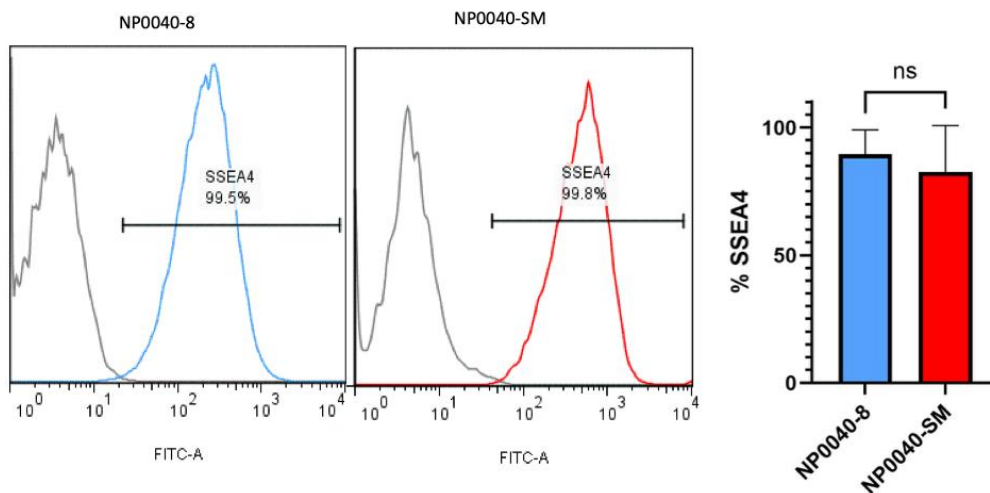 NP0040-8
SSEA4
99.5%
10^0 10^1 10^2 10^3 10^4
FITC-A
NP0040-SM
SSEA4
99.8%
10^0 10^1 10^2 10^3 10^4
FITC-A
ns
100
50
0
% SSEA4
NP0040-8
NP0040-SM